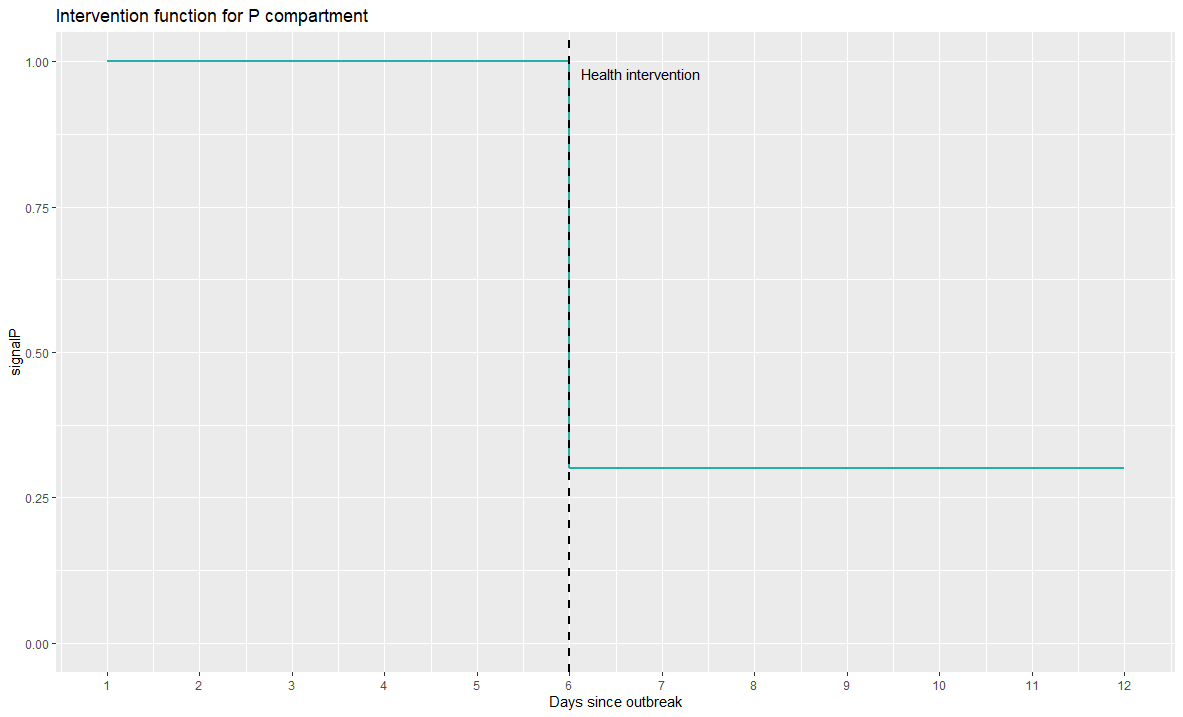 Intervention function for P compartment
1.00
Health intervention
0.75
0.50
signalP
0.25
0.00
1 2 3 4 5 6 7 8 9 10 11 12
Days since outbreak